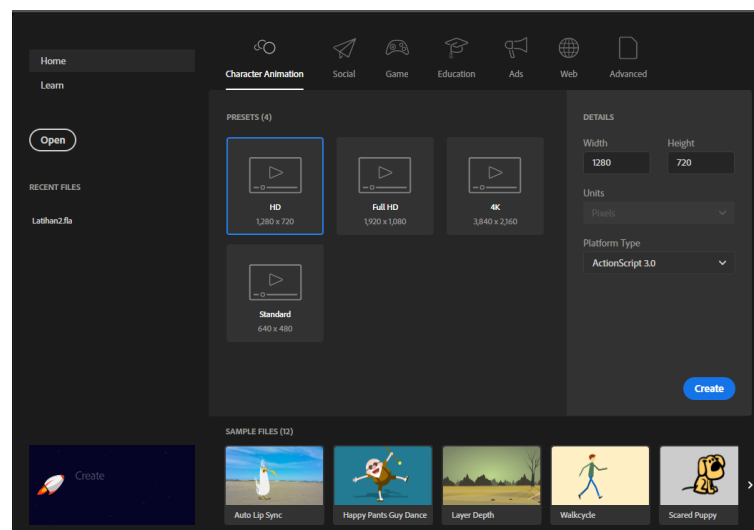 Home
Learn
Open
RECENT FILES
Latihan2.fla
Create
Character Animation
Social
Game
Education
Ads
Web
Advanced
PRESETS (4)
HD
1,280 x 720
Full HD
1,920 x 1,080
4K
3,840 x 2,160
Standard
640 x 480
DETAILS
Width
Height
1280
720
Units
Pixels
Platform Type
ActionScript 3.0
Create
SAMPLE FILES (12)
Auto Lip Sync
Happy Pants Guy Dance
Layer Depth
Walkcycle
Scared Puppy